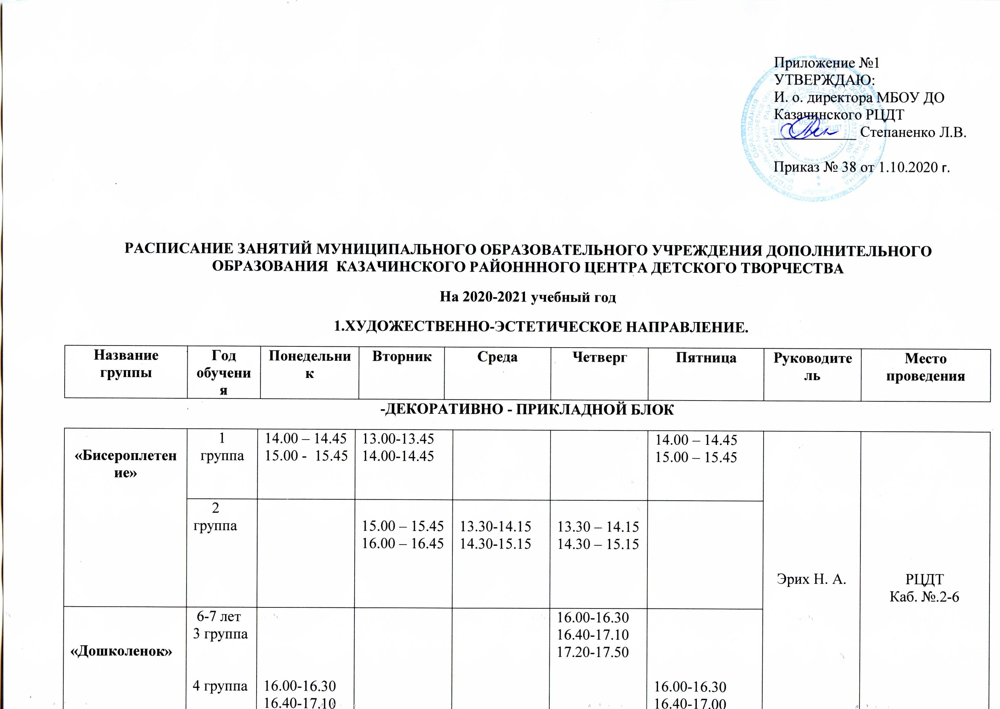 Приложение №1
УТВЕРЖДАЮ:
И. о. директора МБОУ ДО
Казачинского РЦДТ
Степаненко Л.В.
Приказ № 38 от 1.10.2020 г.
РАСПИСАНИЕ ЗАНЯТИЙ МУНИЦИПАЛЬНОГО ОБРАЗОВАТЕЛЬНОГО УЧРЕЖДЕНИЯ ДОПОЛНИТЕЛЬНОГО
ОБРАЗОВАНИЯ КАЗАЧИНСКОГО РАЙОНННОГО ЦЕНТРА ДЕТСКОГО ТВОРЧЕСТВА
На 2020-2021 учебный год
1.ХУДОЖЕСТВЕННО-ЭСТЕТИЧЕСКОЕ НАПРАВЛЕНИЕ.
Название
группы
Год
обучени
я
Понедельни
к
Вторник
Среда
Четверг
Пятница
Руководите
ль
Место
проведения
-ДЕКОРАТИВНО - ПРИКЛАДНОЙ БЛОК
«Бисероплетен
ие»
1
группа
14.00 – 14.45
15.00 - 15.45
13.00-13.45
14.00-14.45
14.00 – 14.45
15.00 – 15.45
2
группа
15.00 – 15.45
16.00 – 16.45
13.30-14.15
14.30-15.15
13.30 – 14.15
14.30 – 15.15
Эрих Н. А.
РЦДТ
Каб. №.2-6
«Дошколенок»
6-7 лет
3 группа
16.00-16.30
16.40-17.10
17.20-17.50
4 группа
16.00-16.30
16.40-17.10
16.00-16.30
16.40-17.00